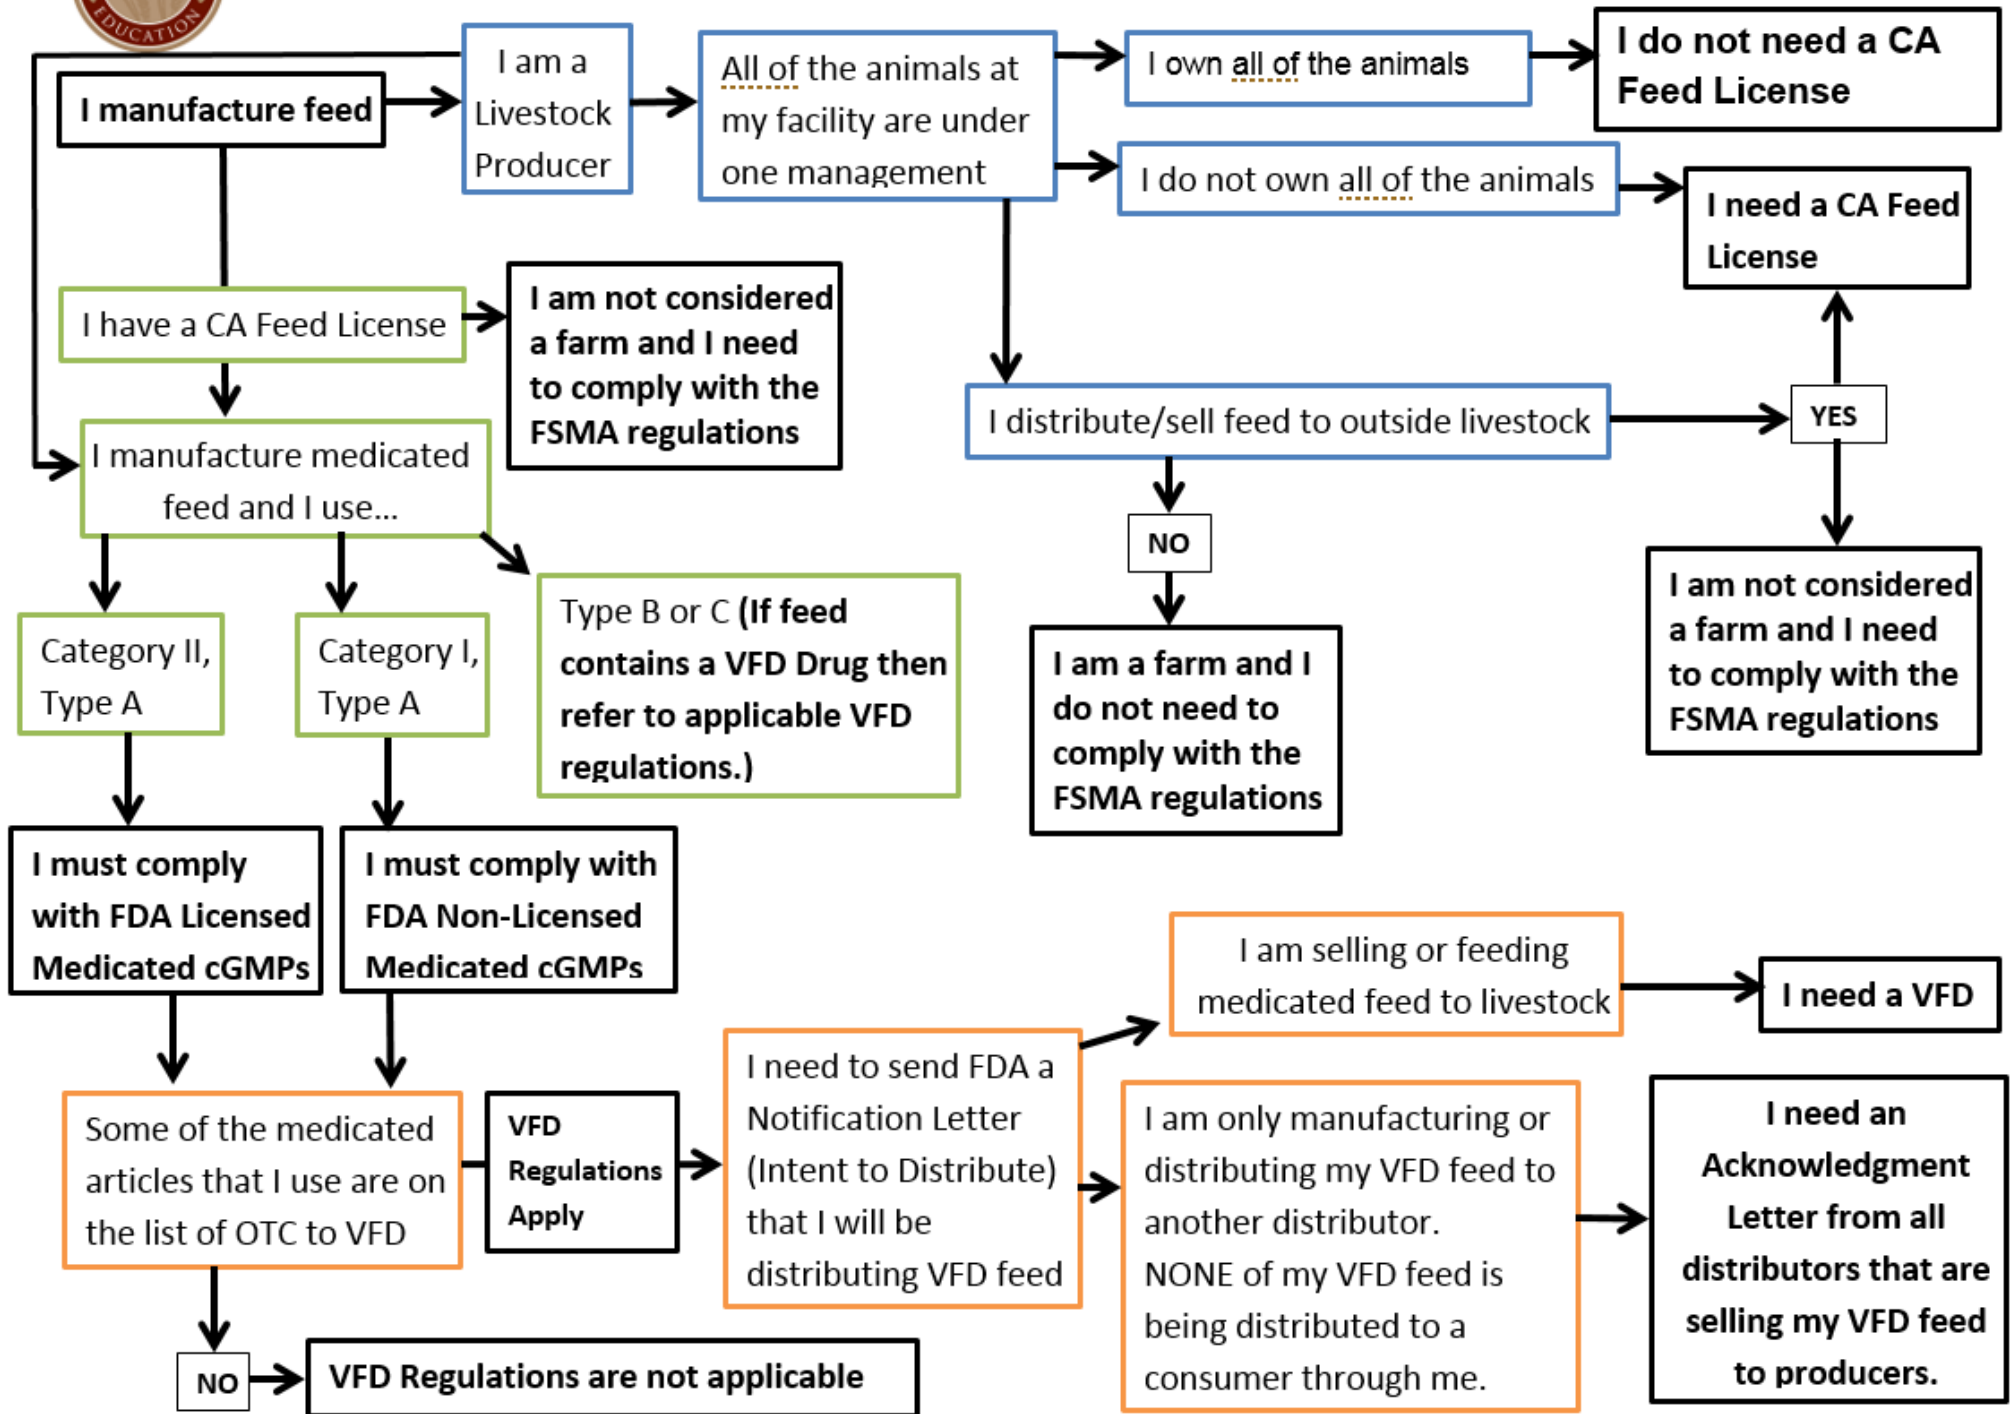 EDUCATION
I manufacture feed
I am a
Livestock
Producer
All of the animals at
my facility are under
one management
I own all of the animals
I do not need a CA
Feed License
I do not own all of the animals
I need a CA Feed
License
I have a CA Feed License
I am not considered
a farm and I need
to comply with the
FSMA regulations
I distribute/sell feed to outside livestock
YES
NO
I am a farm and I
do not need to
comply with the
FSMA regulations
I am not considered
a farm and I need
to comply with the
FSMA regulations
I manufacture medicated
feed and I use...
Category II,
Type A
Category I,
Type A
Type B or C (If feed
contains a VFD Drug then
refer to applicable VFD
regulations.)
I must comply
with FDA Licensed
Medicated cGMPs
I must comply with
FDA Non-Licensed
Medicated cGMPs
Some of the medicated
articles that I use are on
the list of OTC to VFD
VFD
Regulations
Apply
I need to send FDA a
Notification Letter
(Intent to Distribute)
that I will be
distributing VFD feed
I am selling or feeding
medicated feed to livestock
I need a VFD
I am only manufacturing or
distributing my VFD feed to
another distributor.
NONE of my VFD feed is
being distributed to a
consumer through me.
I need an
Acknowledgment
Letter from all
distributors that are
selling my VFD feed
to producers.
NO
VFD Regulations are not applicable